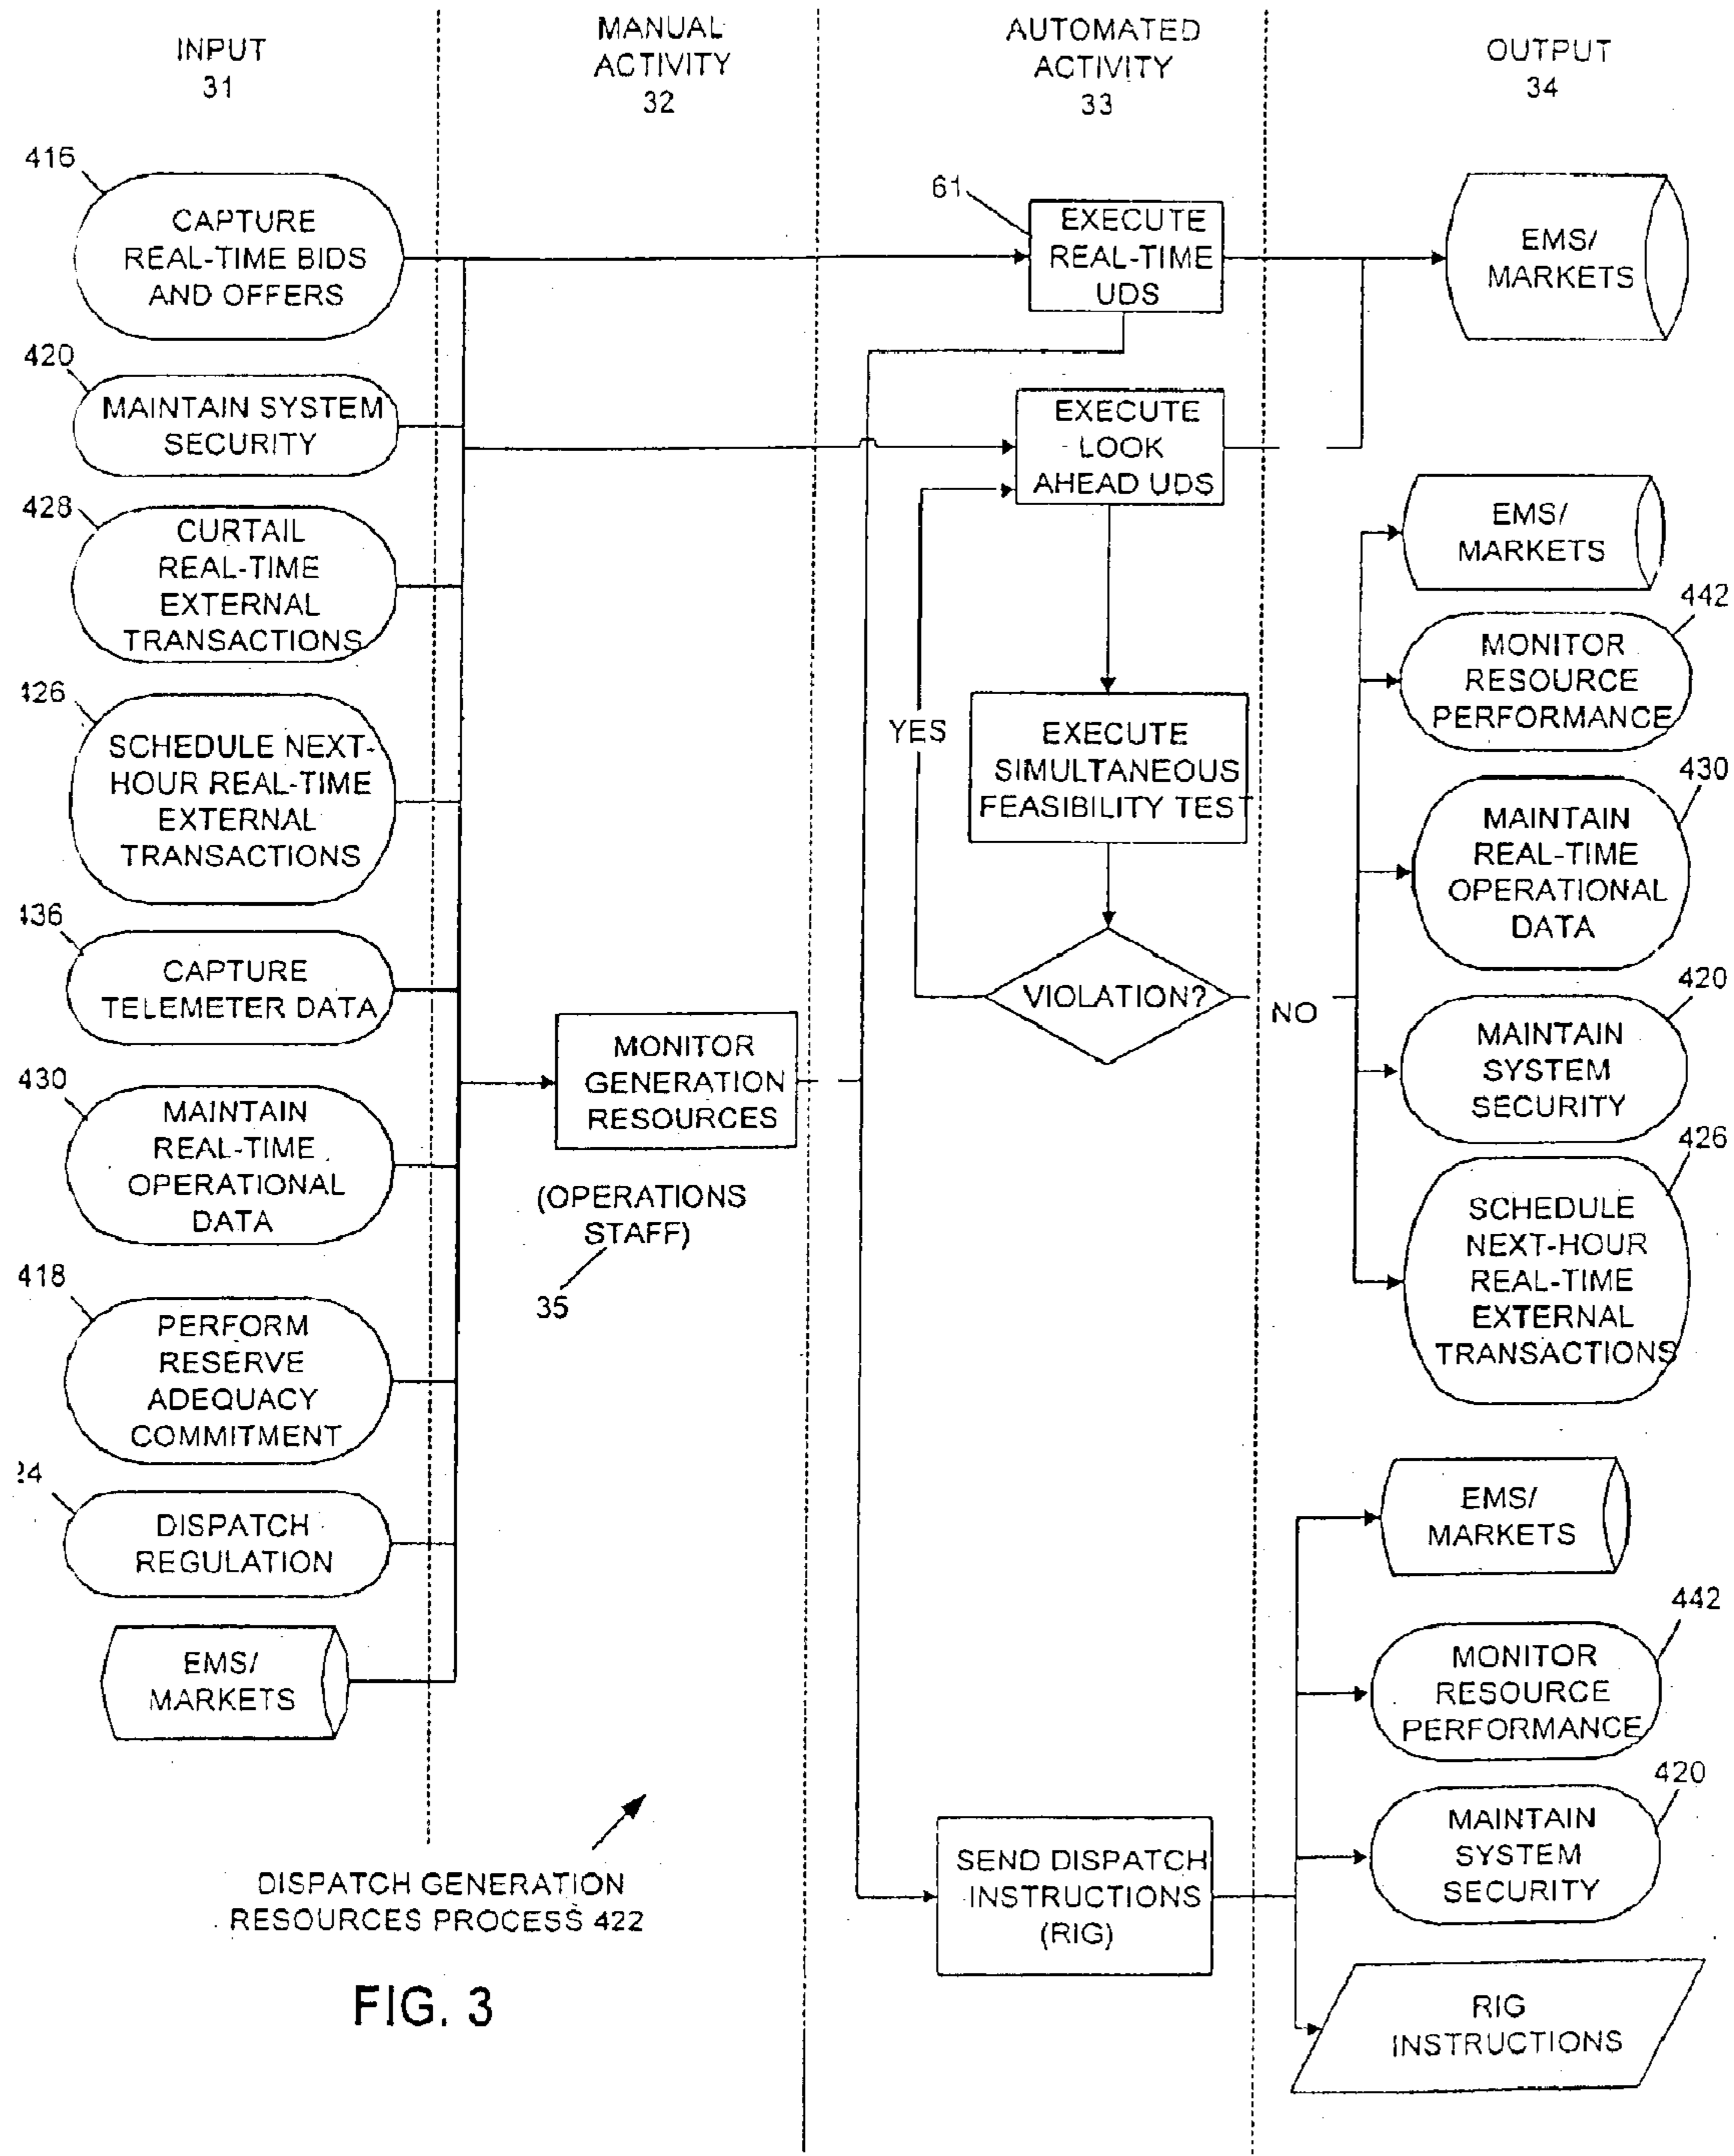 INPUT
31
MANUAL
ACTIVITY
32
AUTOMATED
ACTIVITY
33
OUTPUT
34
416
CAPTURE
REAL-TIME BIDS
AND OFFERS
420
MAINTAIN SYSTEM
SECURITY
428
CURTAIL
REAL-TIME
EXTERNAL
TRANSACTIONS
426
SCHEDULE NEXT-
HOUR REAL-TIME
EXTERNAL
TRANSACTIONS
436
CAPTURE
TELEMETER DATA
430
MAINTAIN
REAL-TIME
OPERATIONAL
DATA
418
PERFORM
RESERVE
ADEQUACY
COMMITMENT
24
DISPATCH
REGULATION
EMS/
MARKETS
MONITOR
GENERATION
RESOURCES
(OPERATIONS
STAFF)
35
61
EXECUTE
REAL-TIME
UDS
EXECUTE
LOOK
AHEAD UDS
YES
EXECUTE
SIMULTANEOUS
FEASIBILITY TEST
VIOLATION?
NO
SEND DISPATCH
INSTRUCTIONS
(RIG)
EMS/
MARKETS
EMS/
MARKETS
442
MONITOR
RESOURCE
PERFORMANCE
430
MAINTAIN
REAL-TIME
OPERATIONAL
DATA
420
MAINTAIN
SYSTEM
SECURITY
426
SCHEDULE
NEXT-HOUR
REAL-TIME
EXTERNAL
TRANSACTIONS
EMS/
MARKETS
442
MONITOR
RESOURCE
PERFORMANCE
420
MAINTAIN
SYSTEM
SECURITY
RIG
INSTRUCTIONS
DISPATCH GENERATION
RESOURCES PROCESS 422
FIG. 3